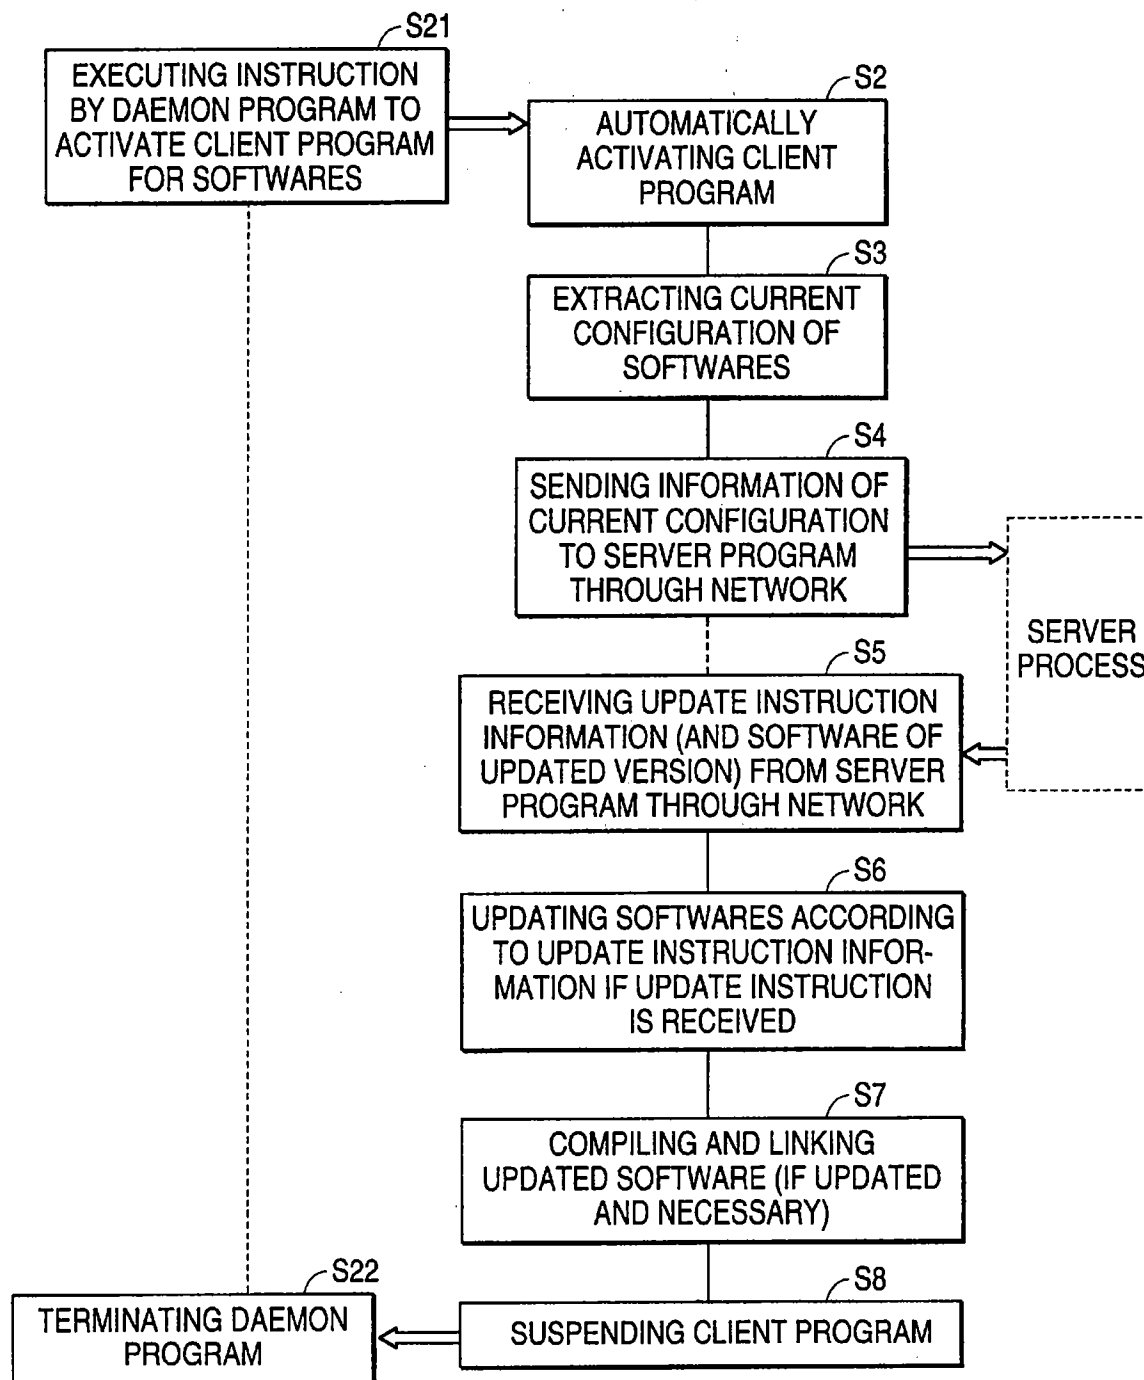 S21
EXECUTING INSTRUCTION
BY DAEMON PROGRAM TO
ACTIVATE CLIENT PROGRAM
FOR SOFTWARES
S2
AUTOMATICALLY
ACTIVATING CLIENT
PROGRAM
S3
EXTRACTING CURRENT
CONFIGURATION OF
SOFTWARES
S4
SENDING INFORMATION OF
CURRENT CONFIGURATION
TO SERVER PROGRAM
THROUGH NETWORK
SERVER
PROCESS
S5
RECEIVING UPDATE INSTRUCTION
INFORMATION (AND SOFTWARE OF
UPDATED VERSION) FROM SERVER
PROGRAM THROUGH NETWORK
S6
UPDATING SOFTWARES ACCORDING
TO UPDATE INSTRUCTION INFOR-
MATION IF UPDATE INSTRUCTION
IS RECEIVED
S7
COMPILING AND LINKING
UPDATED SOFTWARE (IF UPDATED
AND NECESSARY)
S8
SUSPENDING CLIENT PROGRAM
S22
TERMINATING DAEMON
PROGRAM